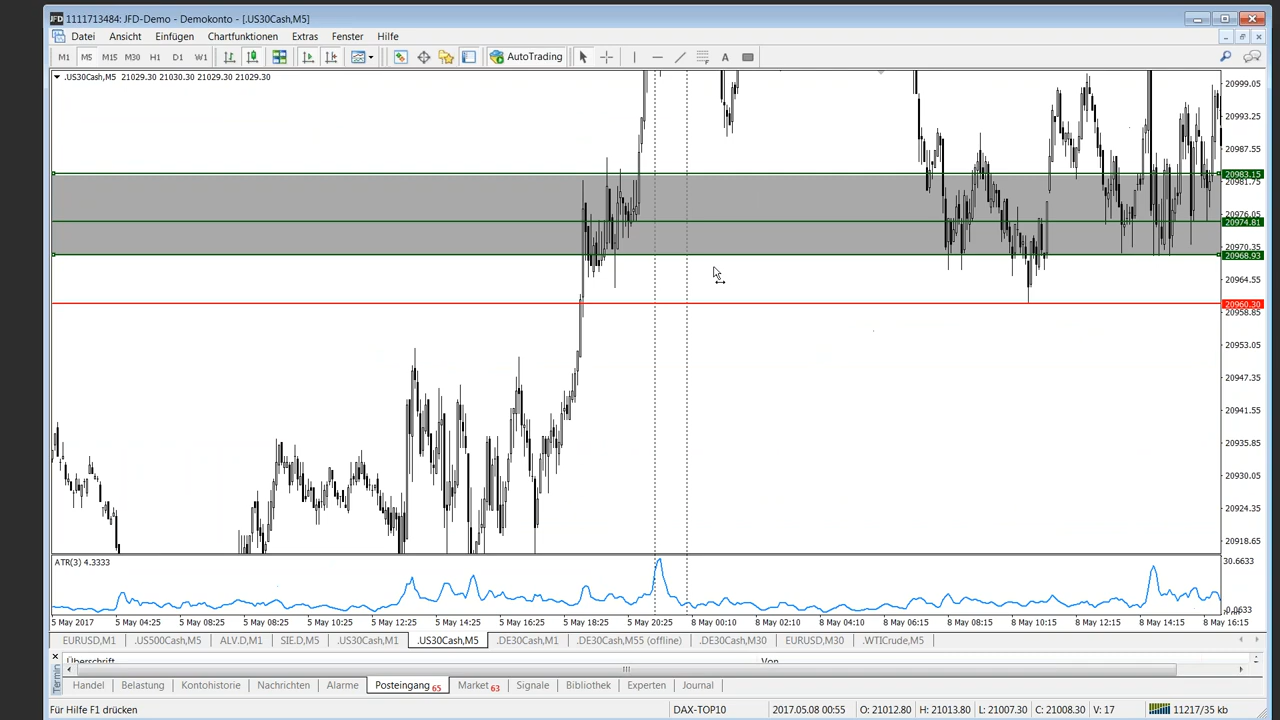 1111713484: JFD-Demo - Demokonto - [.US30Cash,M5]
Datei Ansicht Einfügen Chartfunktionen Extras Fenster Hilfe
M1 M5 M15 M30 H1 D1 W1 AutoTrading A
.US30Cash,M5 21029.30 21030.30 21029.30 21029.30
20999.05
20993.25
20987.55
20983.15
20981.75
20976.05
20974.81
20970.35
20968.93
20964.55
20960.30
20958.85
20953.05
20947.35
20941.55
20935.85
20930.05
20924.35
20918.65
ATR(3) 4.3333
30.6633
5 May 2017 5 May 04:25 5 May 06:25 5 May 08:25 5 May 10:25 5 May 12:25 5 May 14:25 5 May 16:25 5 May 18:25 5 May 20:25 8 May 00:10 8 May 02:10 8 May 04:10 8 May 06:10 8 May 08:15 8 May 10:15 8 May 12:15 8 May 14:15 8 May 16:15
EURUSD,M1 .US500Cash,M5 ALV.D,M1 SIE.D,M5 .US30Cash,M1 .US30Cash,M5 .DE30Cash,M5 .DE30Cash,M55 (offline) .DE30Cash,M30 EURUSD,M30 .WTICrude,M5
Überschrift Von
Termin
Handel Belastung Kontohistorie Nachrichten Alarme Posteingang 65 Market 63 Signale Bibliothek Experten Journal
Für Hilfe F1 drücken DAX-TOP10 2017.05.08 00:55 O: 21012.80 H: 21013.80 L: 21007.30 C: 21008.30 V: 17 11217/35 kb